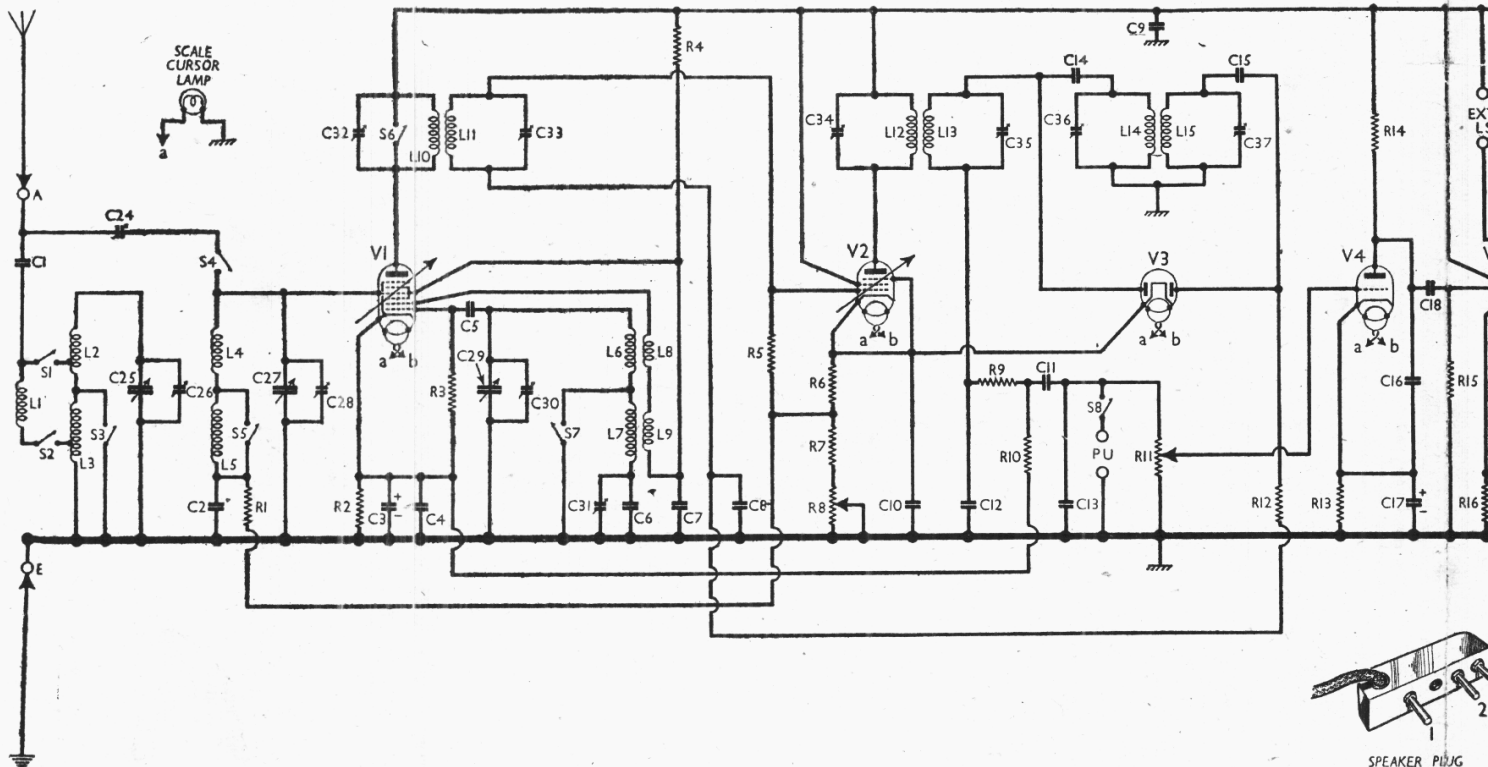 C9
R4
SCALE
CURSOR
LAMP
a
C14
C15
C32
S6
L10
L11
C33
C34
L12
L13
C35
C36
L14
L15
C37
R14
EXT
LS
A
C24
C1
S4
V1
V2
V3
V4
C5
C18
a b
a b
a b
a b
L2
L4
L6
L8
C29
R5
S1
C25
C26
C27
C28
R3
C30
R6
R9
C11
C16
R15
L1
S2
L3
S3
S5
L5
S7
L7
L9
R7
S8
PU
R10
R11
C2
R1
R2
C3
+
−
C4
C31
C6
C7
C8
R8
C10
C12
C13
R12
R13
C17
+
−
R16
E
1
2
SPEAKER PLUG